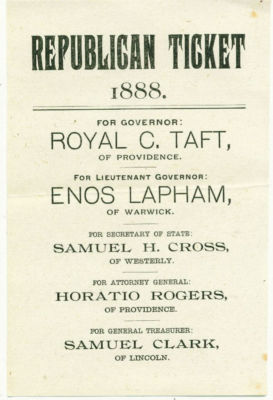 REPUBLICAN TICKET
1888.
FOR GOVERNOR:
ROYAL C. TAFT,
OF PROVIDENCE.
FOR LIEUTENANT GOVERNOR:
ENOS LAPHAM,
OF WARWICK.
FOR SECRETARY OF STATE:
SAMUEL H. CROSS,
OF WESTERLY.
FOR ATTORNEY GENERAL:
HORATIO ROGERS,
OF PROVIDENCE.
FOR GENERAL TREASURER:
SAMUEL CLARK,
OF LINCOLN.